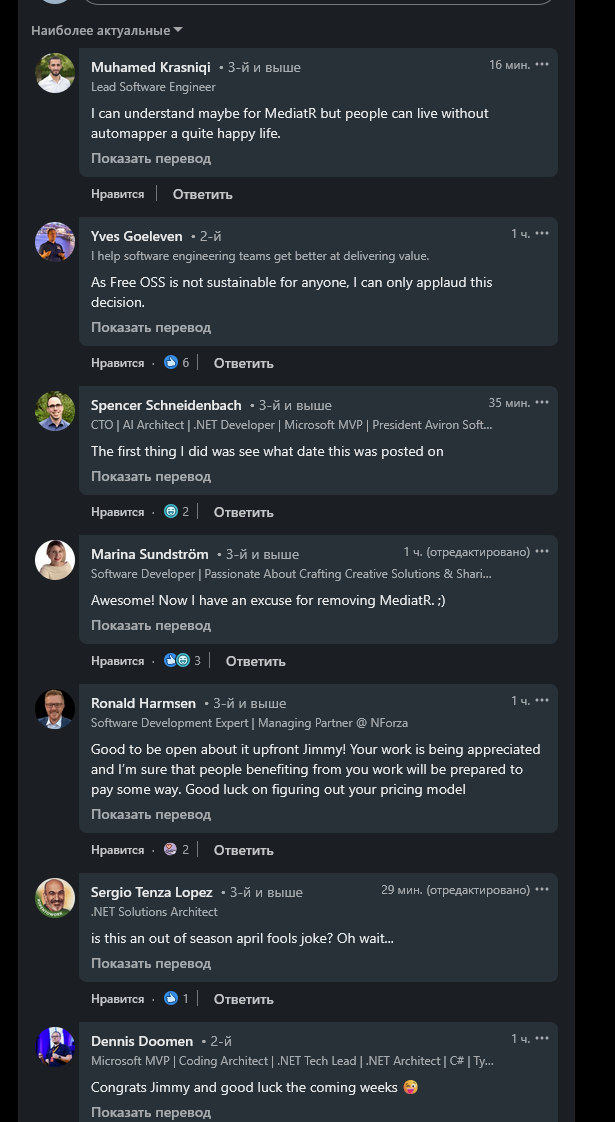 Наиболее актуальные
Muhamed Krasniqi • 3-й и выше 16 мин. •••
Lead Software Engineer
I can understand maybe for MediatR but people can live without
automapper a quite happy life.
Показать перевод
Нравится Ответить
Yves Goeleven • 2-й 1 ч. •••
I help software engineering teams get better at delivering value.
As Free OSS is not sustainable for anyone, I can only applaud this
decision.
Показать перевод
Нравится · 6 Ответить
Spencer Schneidenbach • 3-й и выше 35 мин. •••
CTO | AI Architect | .NET Developer | Microsoft MVP | President Aviron Soft...
The first thing I did was see what date this was posted on
Показать перевод
Нравится · 2 Ответить
Marina Sundström • 3-й и выше 1 ч. (отредактировано) •••
Software Developer | Passionate About Crafting Creative Solutions & Shari...
Awesome! Now I have an excuse for removing MediatR. ;)
Показать перевод
Нравится · 3 Ответить
Ronald Harmsen • 3-й и выше 1 ч. •••
Software Development Expert | Managing Partner @ NForza
Good to be open about it upfront Jimmy! Your work is being appreciated
and I'm sure that people benefiting from you work will be prepared to
pay some way. Good luck on figuring out your pricing model
Показать перевод
Нравится · 2 Ответить
Sergio Tenza Lopez • 3-й и выше 29 мин. (отредактировано) •••
.NET Solutions Architect
is this an out of season april fools joke? Oh wait...
Показать перевод
Нравится · 1 Ответить
Dennis Doomen • 2-й 1 ч. •••
Microsoft MVP | Coding Architect | .NET Tech Lead | .NET Architect | C# | Ty...
Congrats Jimmy and good luck the coming weeks 😜
Показать перевод